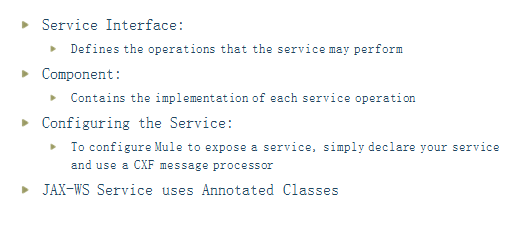 Service Interface:
Defines the operations that the service may perform
Component:
Contains the implementation of each service operation
Configuring the Service:
To configure Mule to expose a service, simply declare your service
and use a CXF message processor
JAX-WS Service uses Annotated Classes